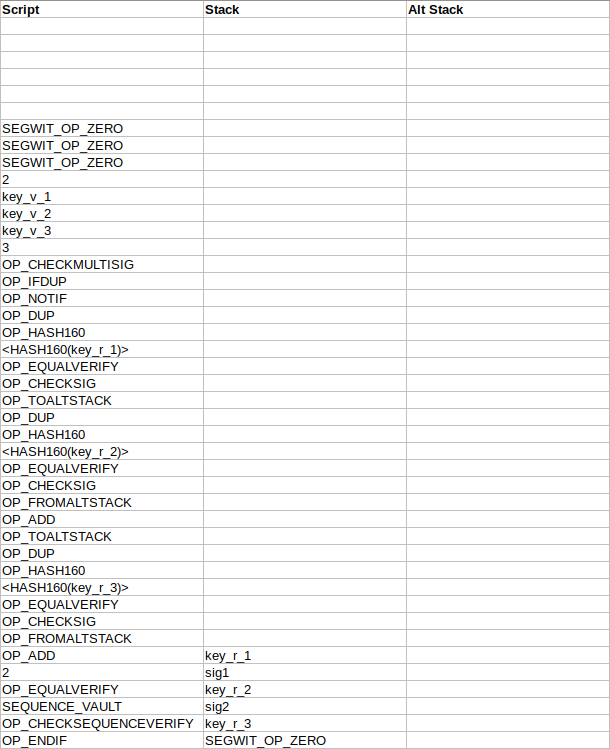 Script Stack Alt Stack
SEGWIT_OP_ZERO
SEGWIT_OP_ZERO
SEGWIT_OP_ZERO
2
key_v_1
key_v_2
key_v_3
3
OP_CHECKMULTISIG
OP_IFDUP
OP_NOTIF
OP_DUP
OP_HASH160
<HASH160(key_r_1)>
OP_EQUALVERIFY
OP_CHECKSIG
OP_TOALTSTACK
OP_DUP
OP_HASH160
<HASH160(key_r_2)>
OP_EQUALVERIFY
OP_CHECKSIG
OP_FROMALTSTACK
OP_ADD
OP_TOALTSTACK
OP_DUP
OP_HASH160
<HASH160(key_r_3)>
OP_EQUALVERIFY
OP_CHECKSIG
OP_FROMALTSTACK
OP_ADD key_r_1
2 sig1
OP_EQUALVERIFY key_r_2
SEQUENCE_VAULT sig2
OP_CHECKSEQUENCEVERIFY key_r_3
OP_ENDIF SEGWIT_OP_ZERO